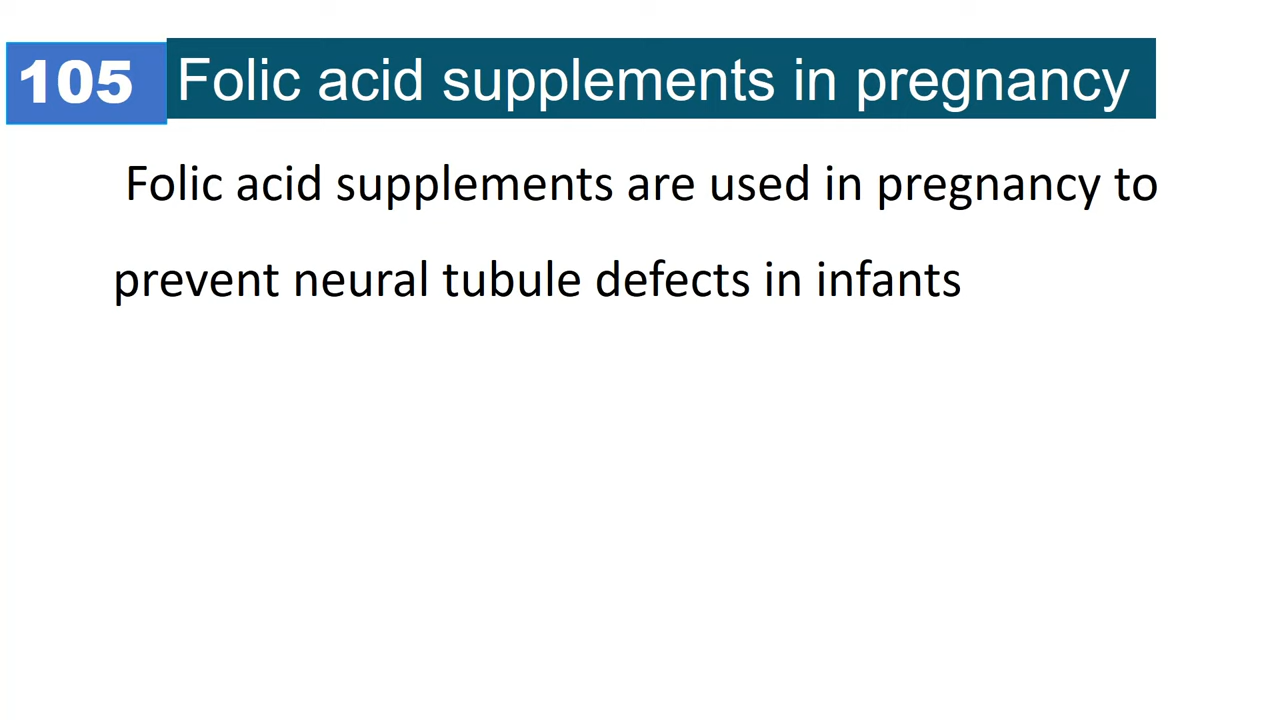 105 Folic acid supplements in pregnancy
Folic acid supplements are used in pregnancy to
prevent neural tubule defects in infants